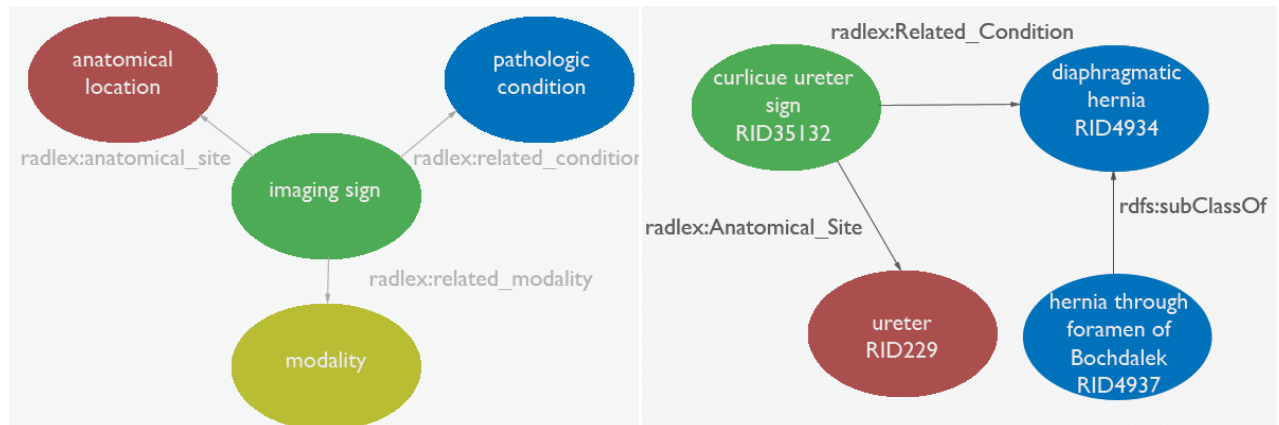 anatomical
location
pathologic
condition
radlex:anatomical_site
radlex:related_condition
imaging sign
radlex:related_modality
modality
radlex:Related_Condition
curlicue ureter
sign
RID35132
diaphragmatic
hernia
RID4934
radlex:Anatomical_Site
rdfs:subClassOf
ureter
RID229
hernia through
foramen of
Bochdalek
RID4937